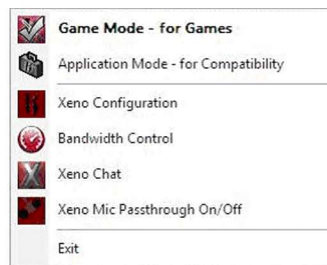 Game Mode - for Games
Application Mode - for Compatibility
Xeno Configuration
Bandwidth Control
Xeno Chat
Xeno Mic Passthrough On/Off
Exit